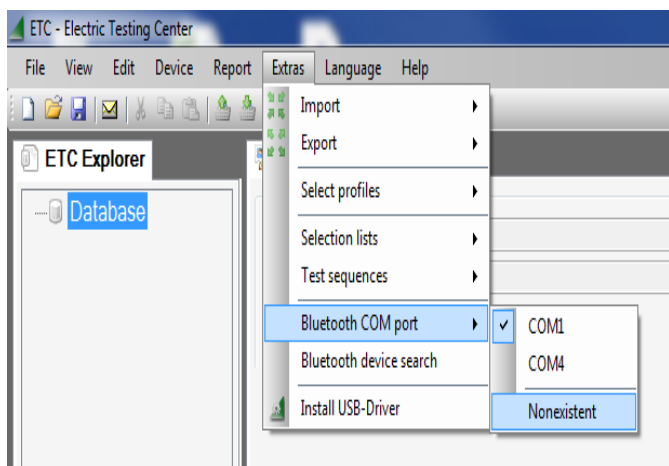 ETC - Electric Testing Center
File View Edit Device Report Extras Language Help
Import
Export
ETC Explorer
Select profiles
Database
Selection lists
Test sequences
Bluetooth COM port
COM1
Bluetooth device search
COM4
Install USB-Driver
Nonexistent